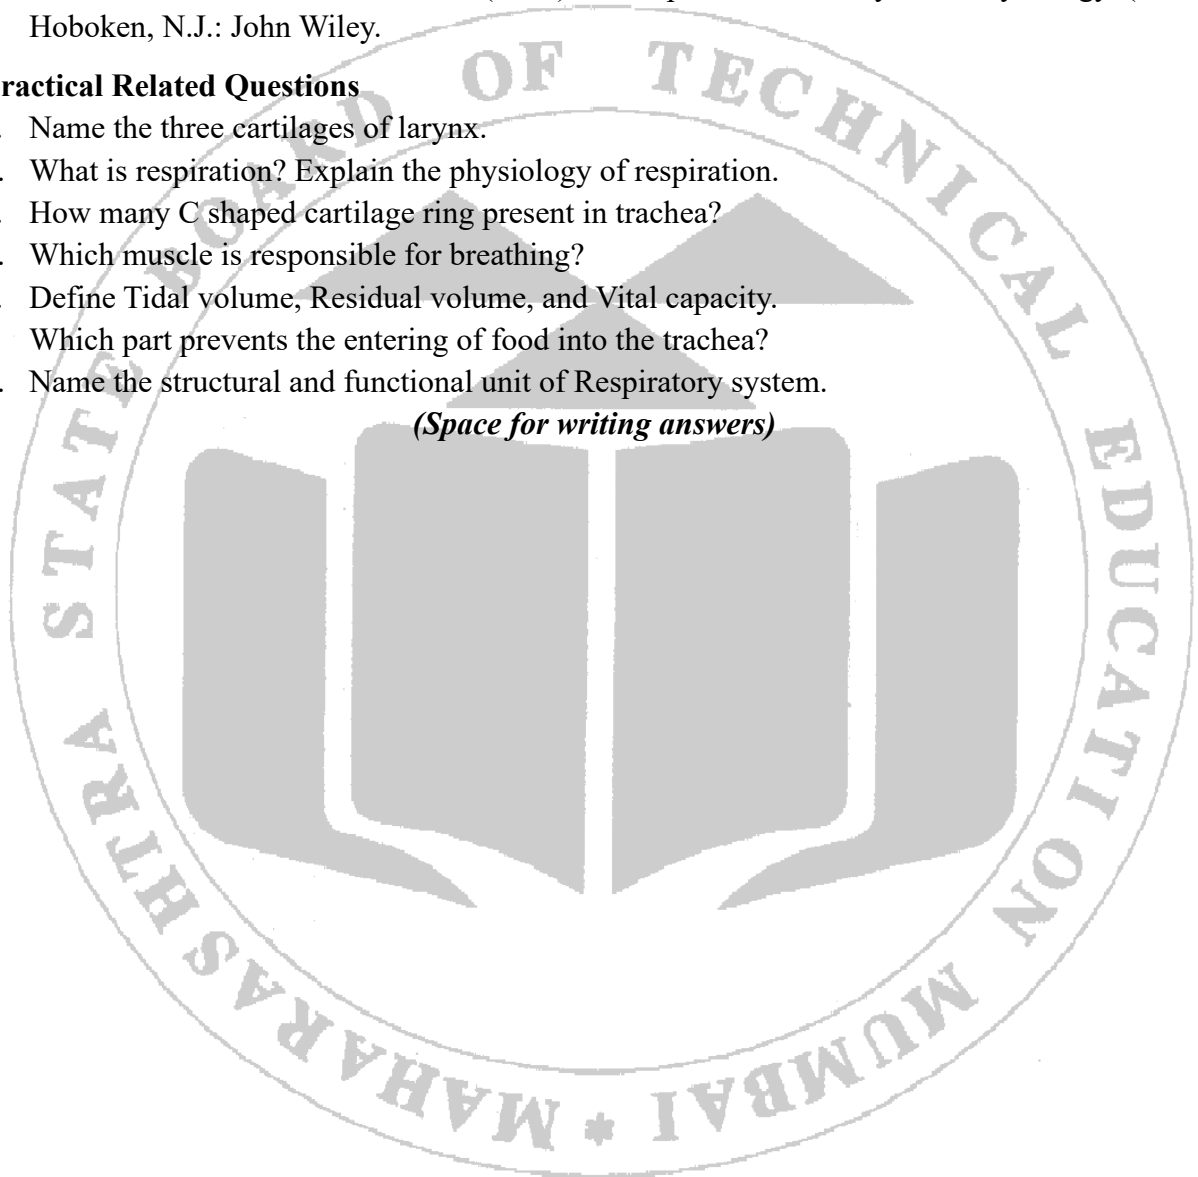 Hoboken, N.J.: John Wiley.
ractical Related Questions
. Name the three cartilages of larynx.
. What is respiration? Explain the physiology of respiration.
. How many C shaped cartilage ring present in trachea?
. Which muscle is responsible for breathing?
. Define Tidal volume, Residual volume, and Vital capacity.
Which part prevents the entering of food into the trachea?
. Name the structural and functional unit of Respiratory system.
(Space for writing answers)
MAHARASHTRA STATE BOARD OF TECHNICAL EDUCATION MUMBAI *